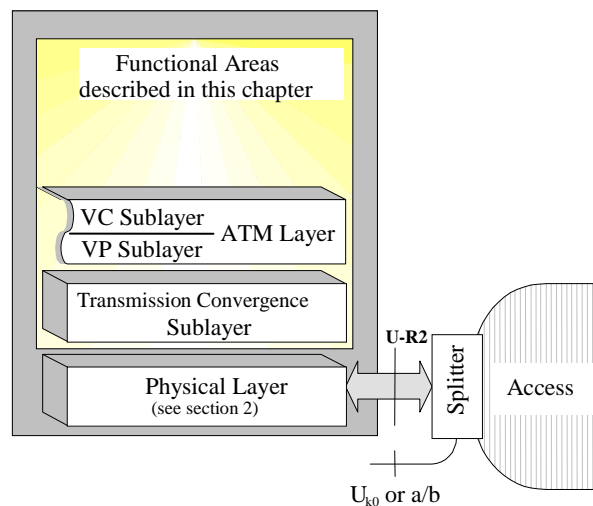 Functional Areas
described in this chapter
VC Sublayer
VP Sublayer
ATM Layer
Transmission Convergence
Sublayer
U-R2
Physical Layer
(see section 2)
Splitter
Access
Uk0 or a/b